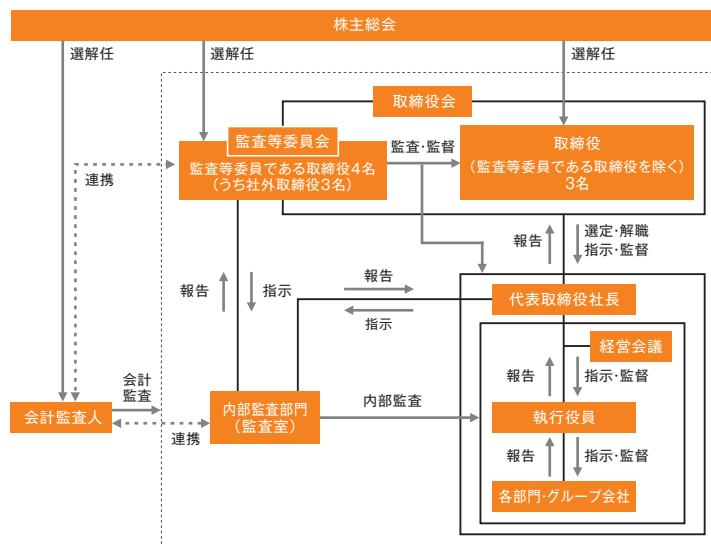 株主総会
選解任
選解任
選解任
取締役会
監査等委員会
監査等委員である取締役4名
（うち社外取締役3名）
監査・監督
取締役
（監査等委員である取締役を除く）
3名
連携
報告
選定・解職
指示・監督
報告
指示
報告
指示
代表取締役社長
経営会議
報告
指示・監督
会計
監査
会計監査人
連携
内部監査部門
（監査室）
内部監査
執行役員
報告
指示・監督
各部門・グループ会社